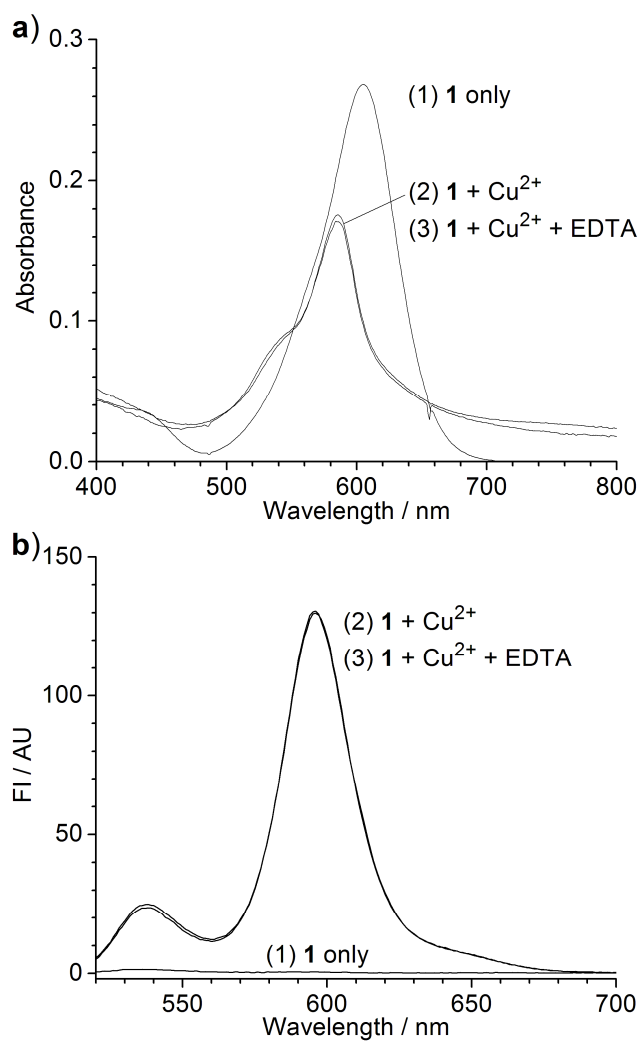 a)
0.3
0.2
0.1
0.0
Absorbance
(1) 1 only
(2) 1 + Cu2+
(3) 1 + Cu2+ + EDTA
400 500 600 700 800
Wavelength / nm
b)
150
100
50
0
FI / AU
(2) 1 + Cu2+
(3) 1 + Cu2+ + EDTA
(1) 1 only
550 600 650 700
Wavelength / nm